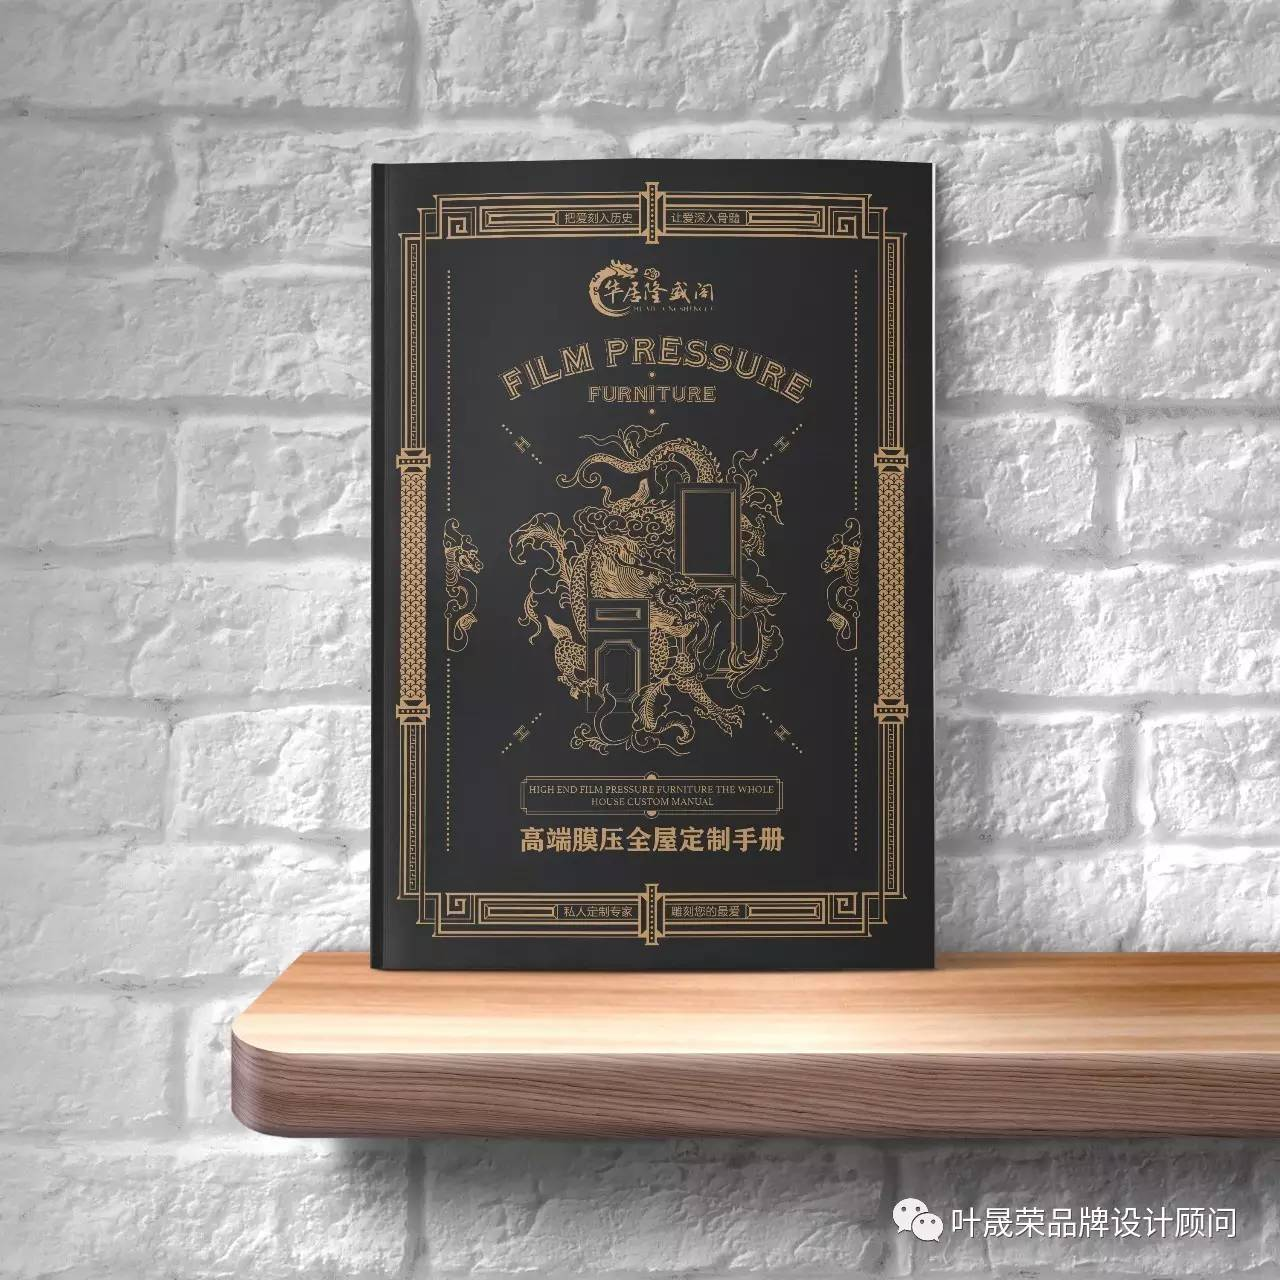 把爱刻入历史 让爱深入骨髓
华居隆盛阁
FILM PRESSURE
FURNITURE
H H
H H
HIGH END FILM PRESSURE FURNITURE THE WHOLE
HOUSE CUSTOM MANUAL
高端膜压全屋定制手册
私人定制专家 雕刻您的最爱
叶晟荣品牌设计顾问